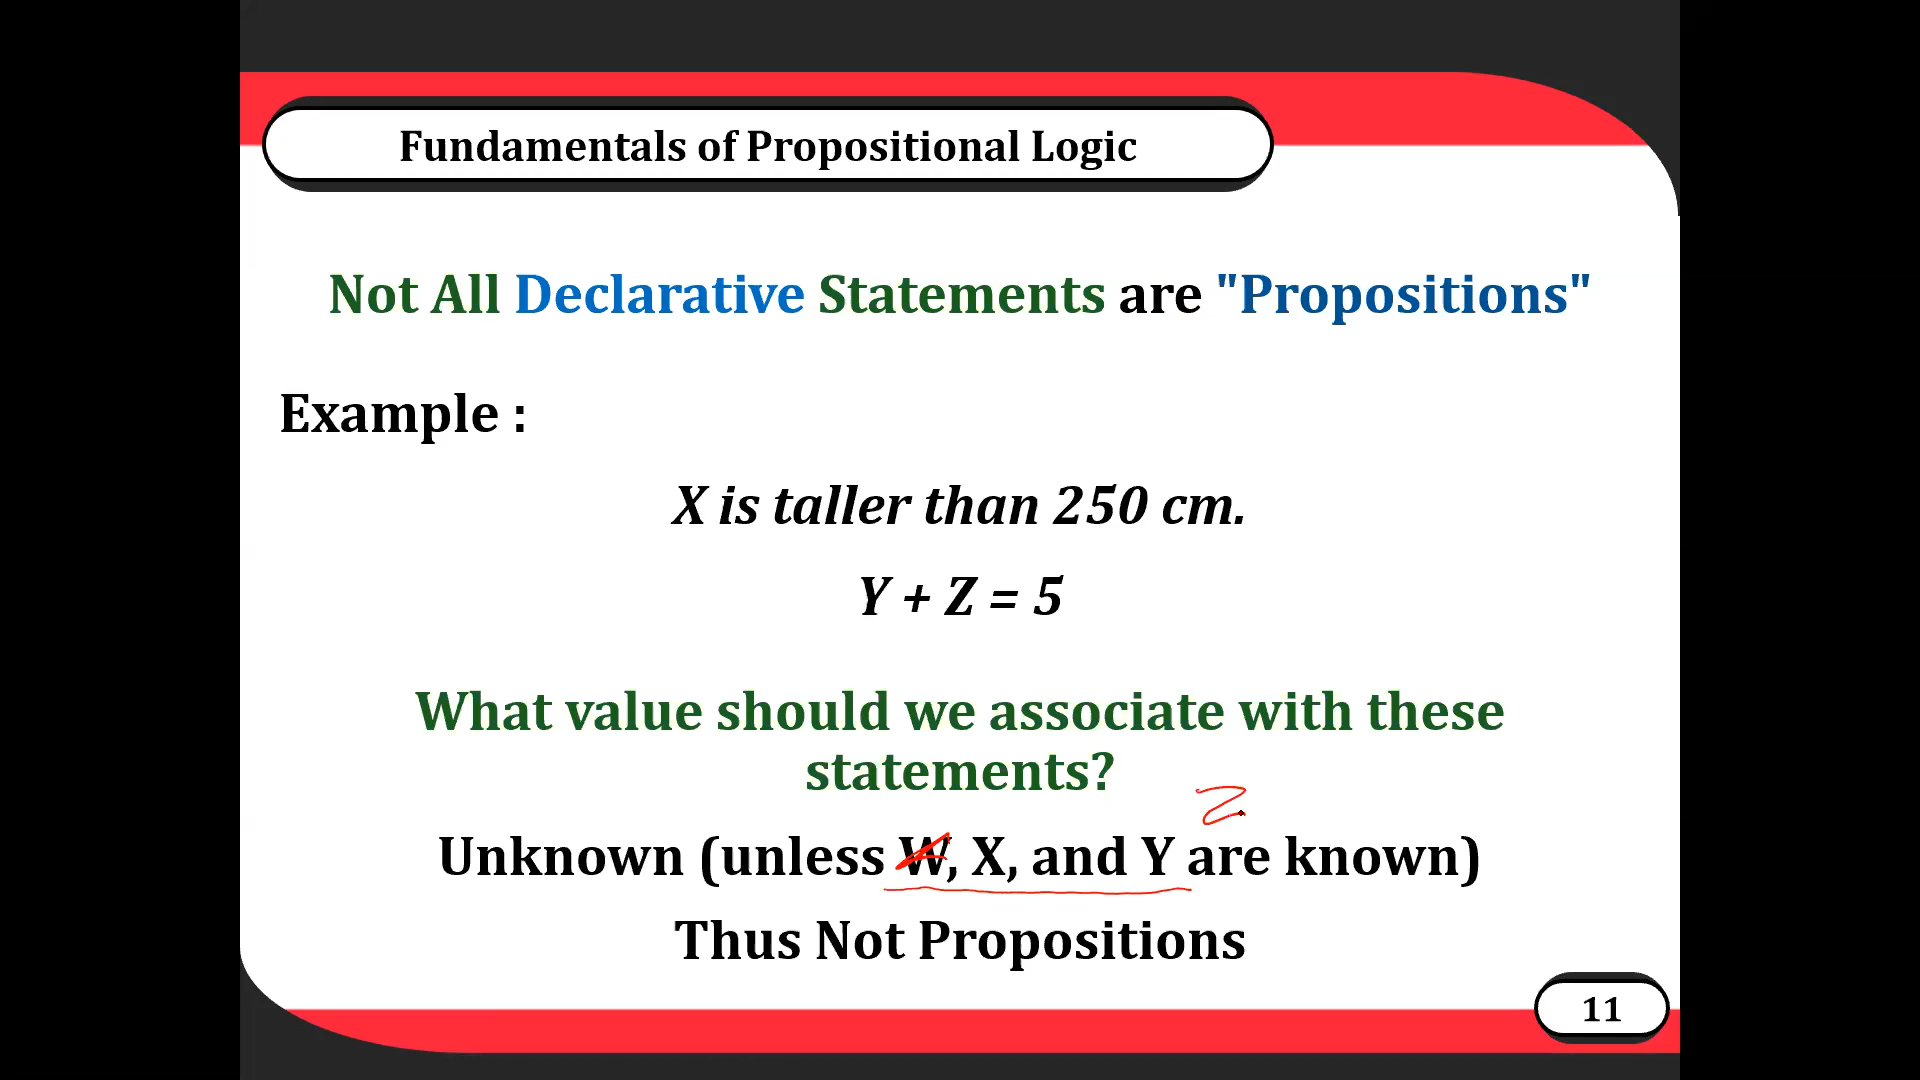 Fundamentals of Propositional Logic
Not All Declarative Statements are "Propositions"
Example :
X is taller than 250 cm.
Y + Z = 5
What value should we associate with these
statements?
Z
Unknown (unless W, X, and Y are known)
Thus Not Propositions
11